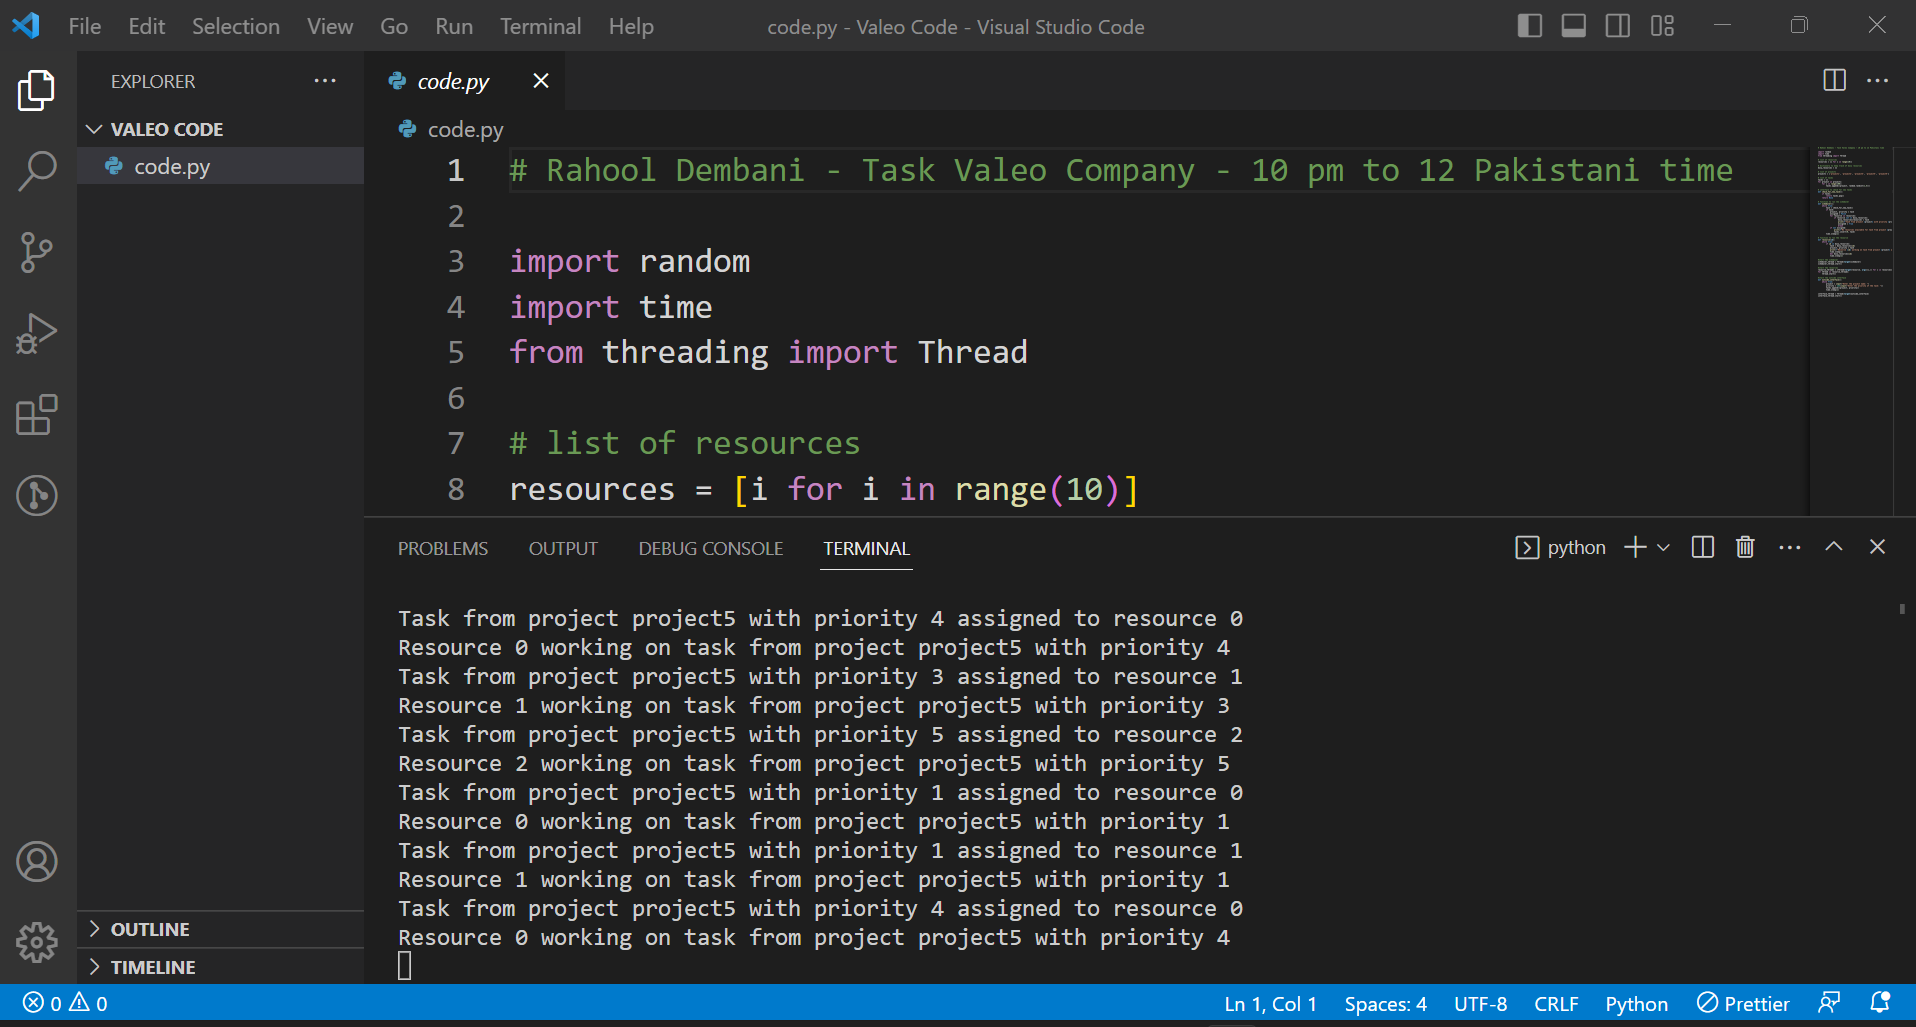 File Edit Selection View Go Run Terminal Help
code.py - Valeo Code - Visual Studio Code
EXPLORER
VALEO CODE
code.py
OUTLINE
TIMELINE
code.py
code.py
1 # Rahool Dembani - Task Valeo Company - 10 pm to 12 Pakistani time
2
3 import random
4 import time
5 from threading import Thread
6
7 # list of resources
8 resources = [i for i in range(10)]
PROBLEMS OUTPUT DEBUG CONSOLE TERMINAL
python
Task from project project5 with priority 4 assigned to resource 0
Resource 0 working on task from project project5 with priority 4
Task from project project5 with priority 3 assigned to resource 1
Resource 1 working on task from project project5 with priority 3
Task from project project5 with priority 5 assigned to resource 2
Resource 2 working on task from project project5 with priority 5
Task from project project5 with priority 1 assigned to resource 0
Resource 0 working on task from project project5 with priority 1
Task from project project5 with priority 1 assigned to resource 1
Resource 1 working on task from project project5 with priority 1
Task from project project5 with priority 4 assigned to resource 0
Resource 0 working on task from project project5 with priority 4
0 0
Ln 1, Col 1 Spaces: 4 UTF-8 CRLF Python Prettier